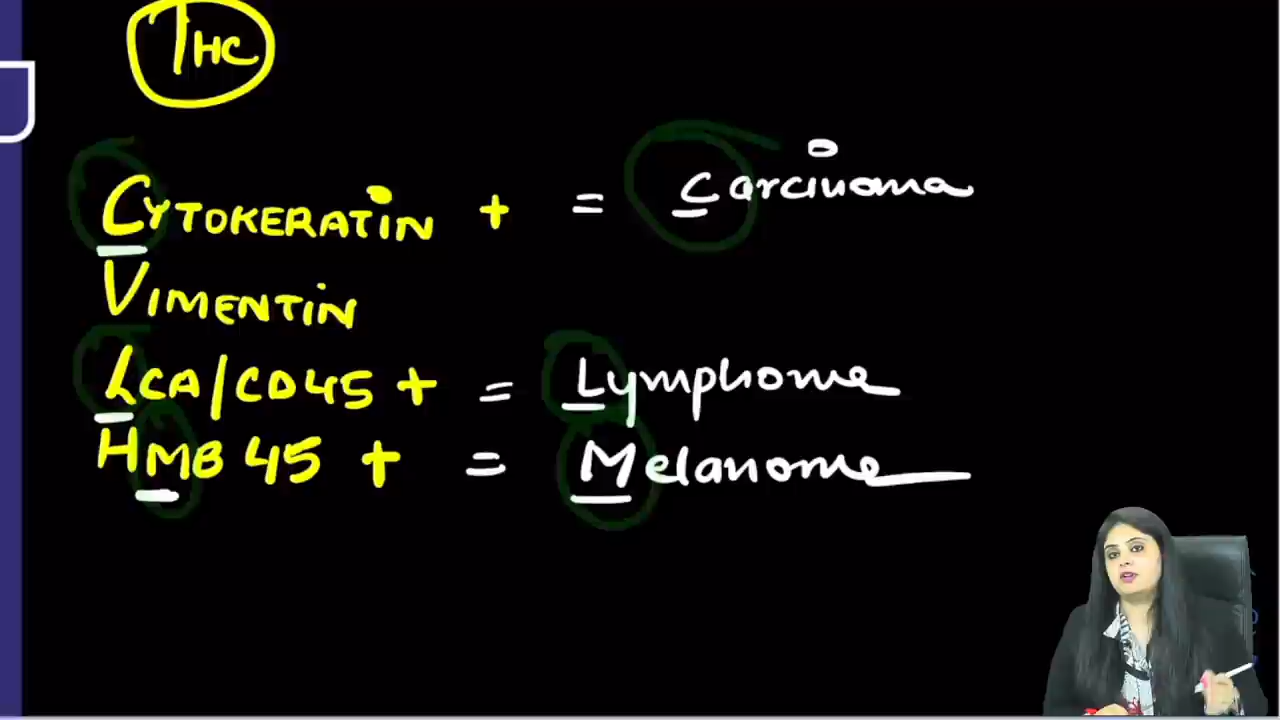 IHC
CYTOKERATIN + = Carcinoma
VIMENTIN
LCA/CD45 + = Lymphoma
HMB 45 + = Melanoma